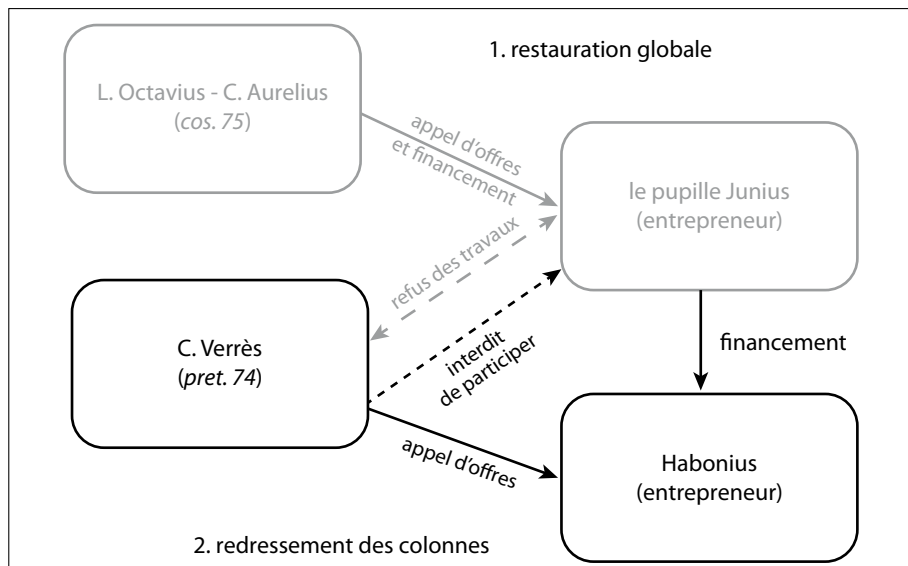 1. restauration globale
L. Octavius - C. Aurelius
(cos. 75)
appel d’offres
et financement
le pupille Junius
(entrepreneur)
refus des travaux
C. Verrès
(pret. 74)
interdit
de participer
financement
appel d’offres
Habonius
(entrepreneur)
2. redressement des colonnes